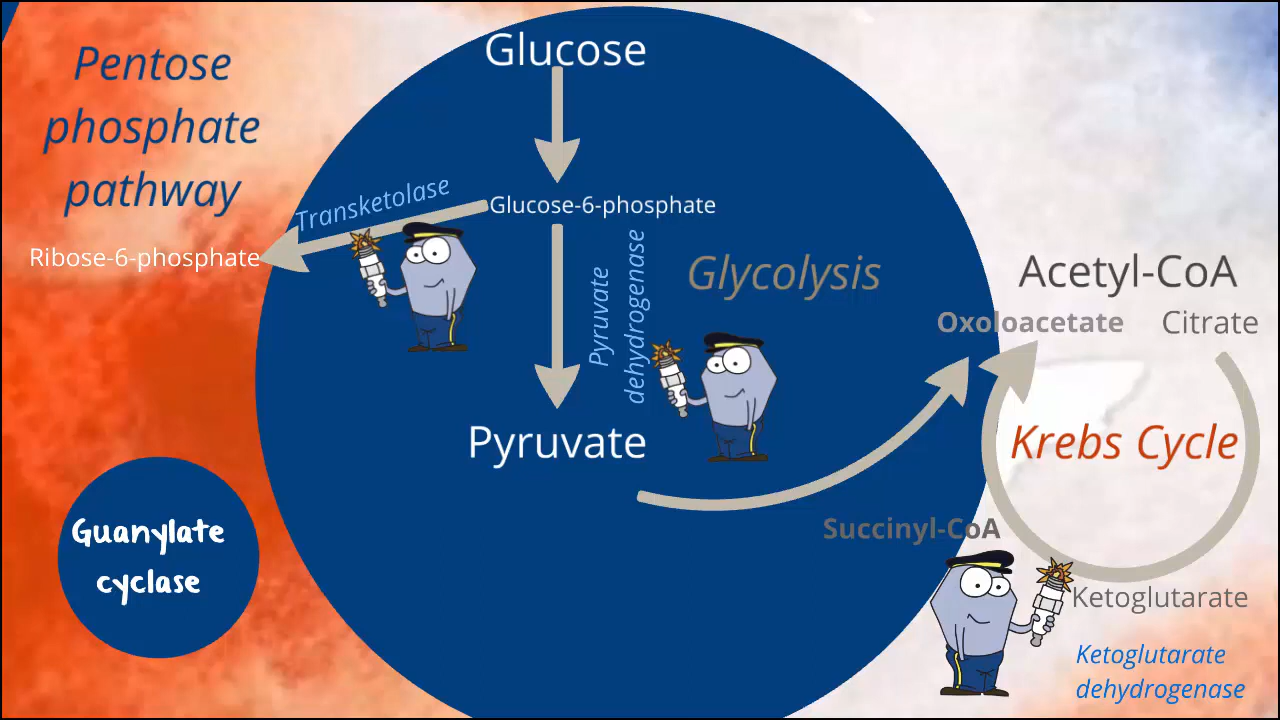 Pentose
phosphate
pathway
Glucose
Transketolase
Glucose-6-phosphate
Ribose-6-phosphate
Pyruvate
dehydrogenase
Glycolysis
Acetyl-CoA
Oxoloacetate
Citrate
Pyruvate
Krebs Cycle
Guanylate
cyclase
Succinyl-CoA
Ketoglutarate
Ketoglutarate
dehydrogenase